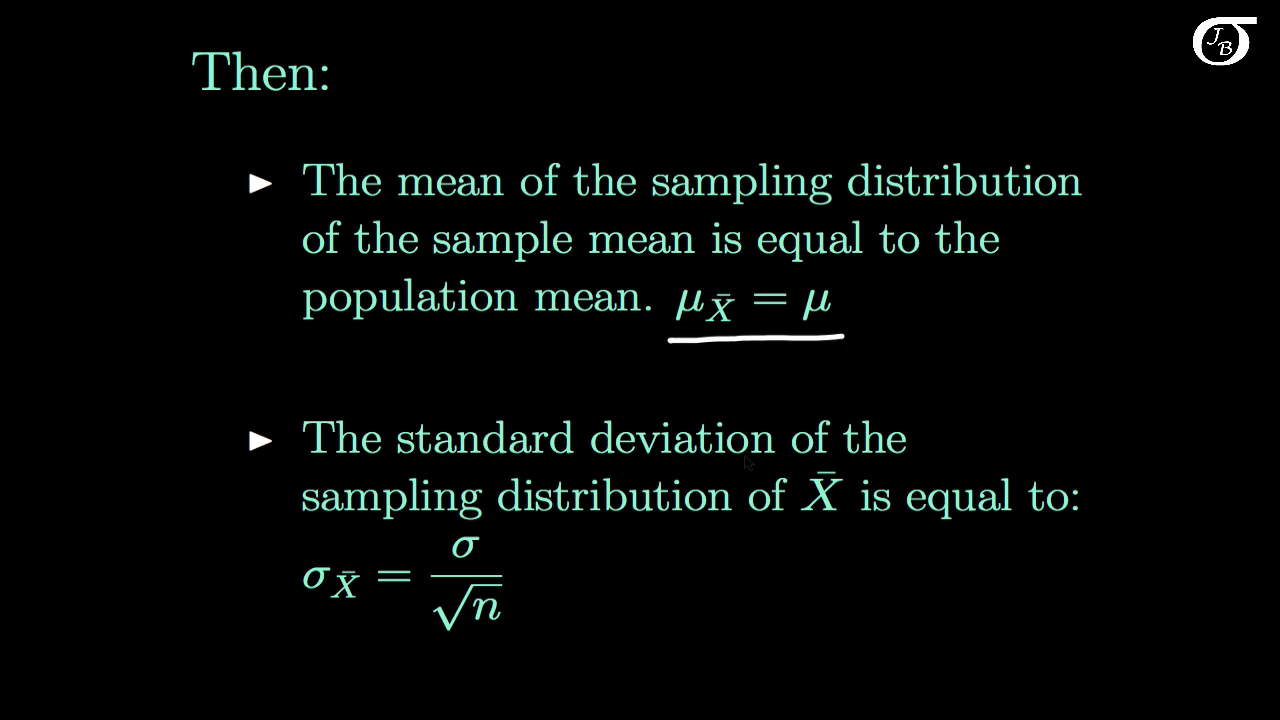 JB
Then:
► The mean of the sampling distribution
of the sample mean is equal to the
population mean. μ_X̄ = μ
► The standard deviation of the
sampling distribution of X̄ is equal to:
σ_X̄ = σ/√n